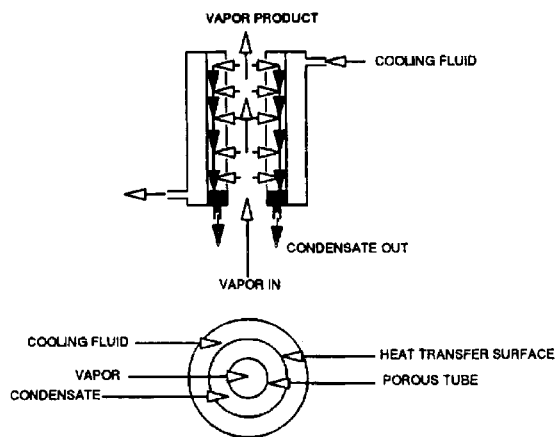 VAPOR PRODUCT
COOLING FLUID
CONDENSATE OUT
VAPOR IN
COOLING FLUID
HEAT TRANSFER SURFACE
VAPOR
POROUS TUBE
CONDENSATE